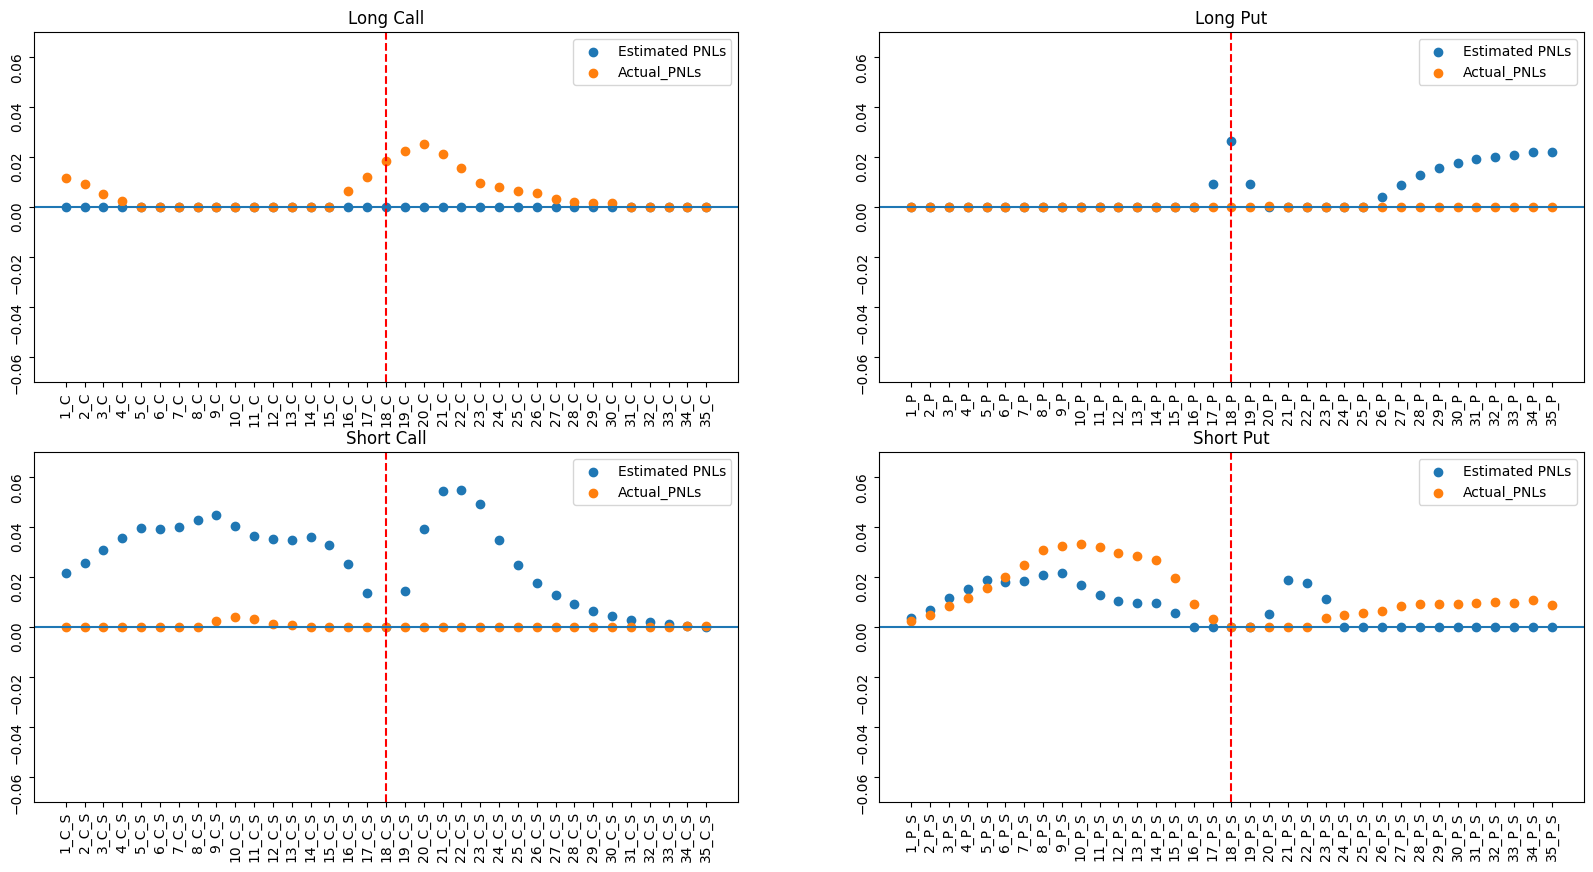 Long Call
Estimated PNLs
Actual_PNLs
0.06
0.04
0.02
0.00
−0.02
−0.04
−0.06
1_C 2_C 3_C 4_C 5_C 6_C 7_C 8_C 9_C 10_C 11_C 12_C 13_C 14_C 15_C 16_C 17_C 18_C 19_C 20_C 21_C 22_C 23_C 24_C 25_C 26_C 27_C 28_C 29_C 30_C 31_C 32_C 33_C 34_C 35_C
Long Put
Estimated PNLs
Actual_PNLs
0.06
0.04
0.02
0.00
−0.02
−0.04
−0.06
1_P 2_P 3_P 4_P 5_P 6_P 7_P 8_P 9_P 10_P 11_P 12_P 13_P 14_P 15_P 16_P 17_P 18_P 19_P 20_P 21_P 22_P 23_P 24_P 25_P 26_P 27_P 28_P 29_P 30_P 31_P 32_P 33_P 34_P 35_P
Short Call
Estimated PNLs
Actual_PNLs
0.06
0.04
0.02
0.00
−0.02
−0.04
−0.06
1_C_S 2_C_S 3_C_S 4_C_S 5_C_S 6_C_S 7_C_S 8_C_S 9_C_S 10_C_S 11_C_S 12_C_S 13_C_S 14_C_S 15_C_S 16_C_S 17_C_S 18_C_S 19_C_S 20_C_S 21_C_S 22_C_S 23_C_S 24_C_S 25_C_S 26_C_S 27_C_S 28_C_S 29_C_S 30_C_S 31_C_S 32_C_S 33_C_S 34_C_S 35_C_S
Short Put
Estimated PNLs
Actual_PNLs
0.06
0.04
0.02
0.00
−0.02
−0.04
−0.06
1_P_S 2_P_S 3_P_S 4_P_S 5_P_S 6_P_S 7_P_S 8_P_S 9_P_S 10_P_S 11_P_S 12_P_S 13_P_S 14_P_S 15_P_S 16_P_S 17_P_S 18_P_S 19_P_S 20_P_S 21_P_S 22_P_S 23_P_S 24_P_S 25_P_S 26_P_S 27_P_S 28_P_S 29_P_S 30_P_S 31_P_S 32_P_S 33_P_S 34_P_S 35_P_S